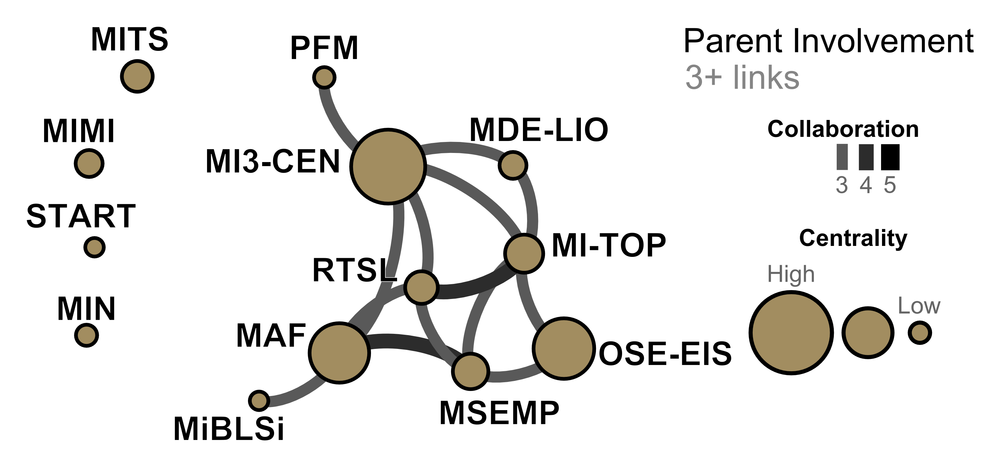 MITS
PFM
Parent Involvement
3+ links
MIMI
MDE-LIO
Collaboration
3 4 5
MI3-CEN
START
MI-TOP
Centrality
RTSL
High
Low
MIN
MAF
OSE-EIS
MSEMP
MiBLSi